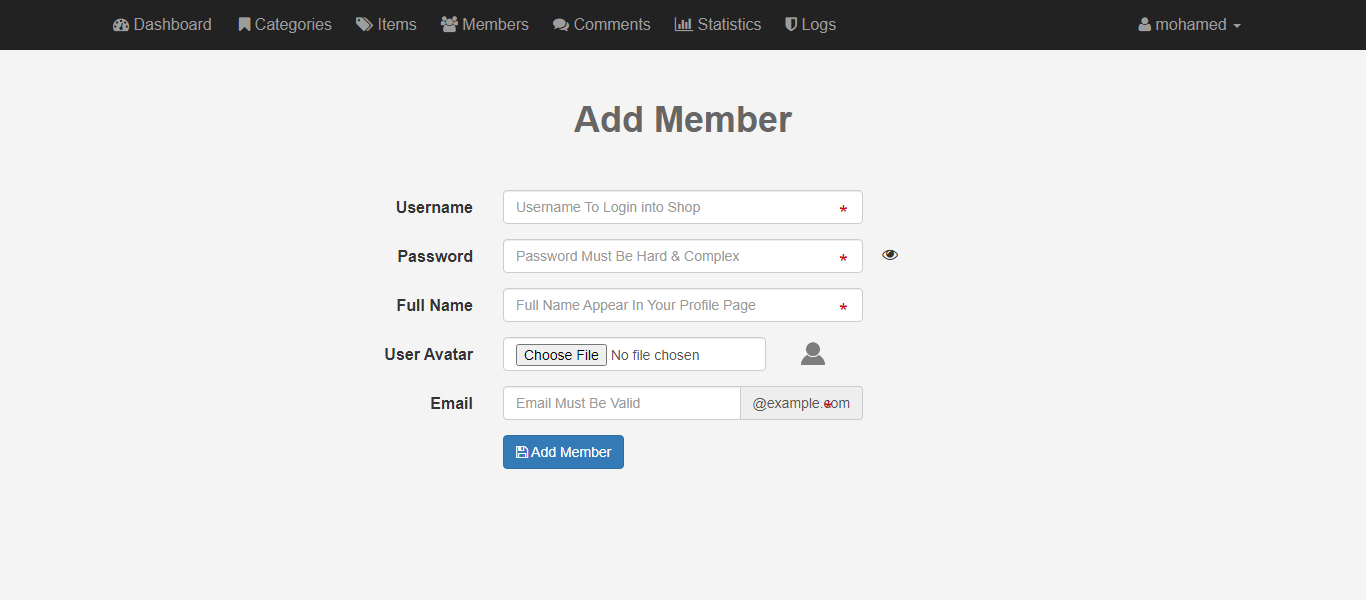 Dashboard Categories Items Members Comments Statistics Logs mohamed
Add Member
Username Username To Login into Shop *
Password Password Must Be Hard & Complex *
Full Name Full Name Appear In Your Profile Page *
User Avatar Choose File No file chosen
Email Email Must Be Valid @example.com *
Add Member